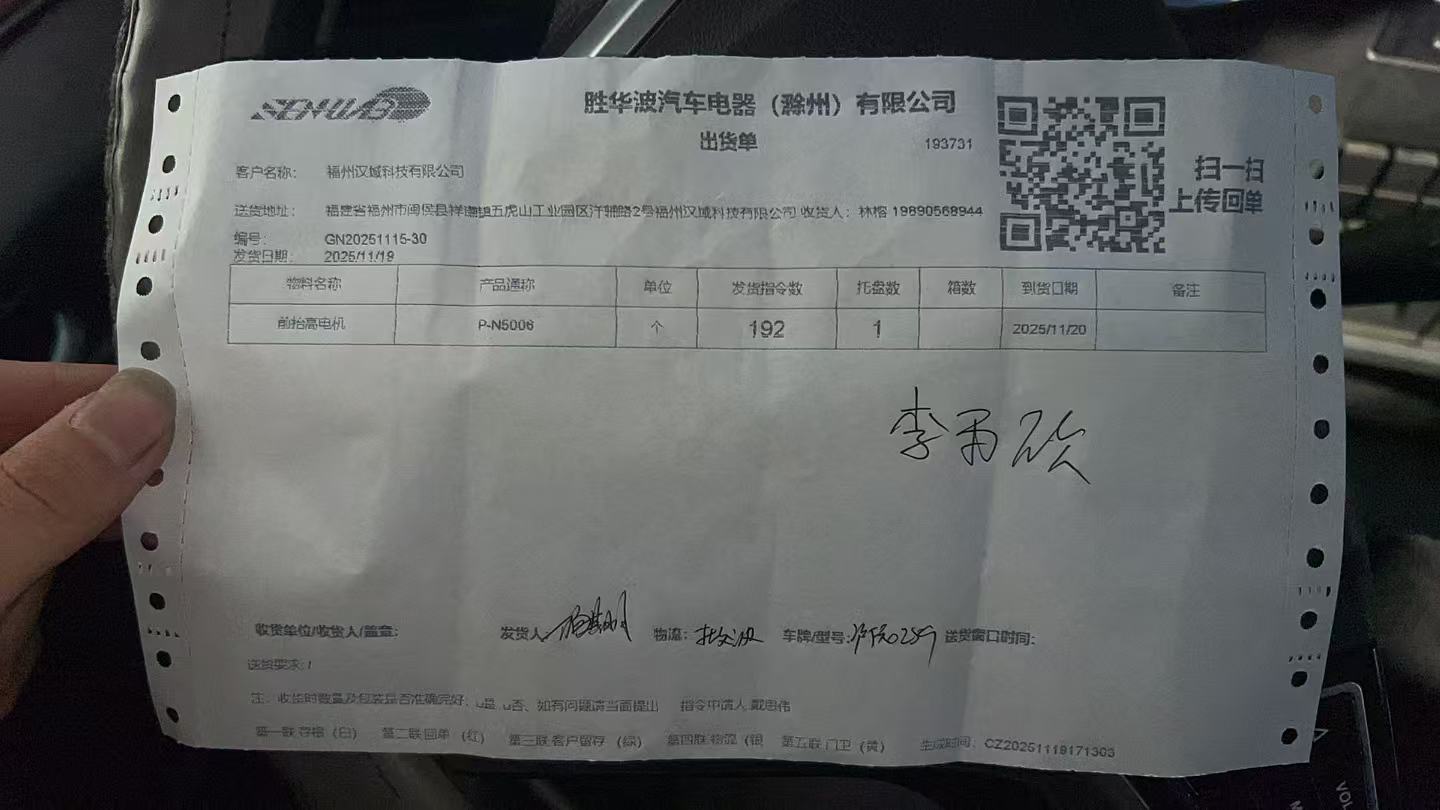 SENWAB
胜华波汽车电器（滁州）有限公司
出货单
193731
扫一扫
上传回单
客户名称： 福州汉域科技有限公司
送货地址： 福建省福州市闽侯县祥谦镇五虎山工业园区洋辅路2号福州汉域科技有限公司 收货人：林榕 19890568944
编号： GN20251115-30
发货日期： 2025/11/19
物料名称 产品通称 单位 发货指令数 托盘数 箱数 到货日期 备注
前抬高电机 P-N5006 个 192 1 2025/11/20
李雨欣
收货单位/收货人/盖章： 发货人 物流： 车牌/型号： 0289 送货窗口时间：
送货要求：/
注：收货时数量及包装是否准确完好：u是 u否、如有问题请当面提出 指令申请人 戴思伟
第一联 存根（白） 第二联 回单（红） 第三联 客户留存（绿） 第四联 物流（银 第五联 门卫（黄） 生成时间：CZ20251119171303